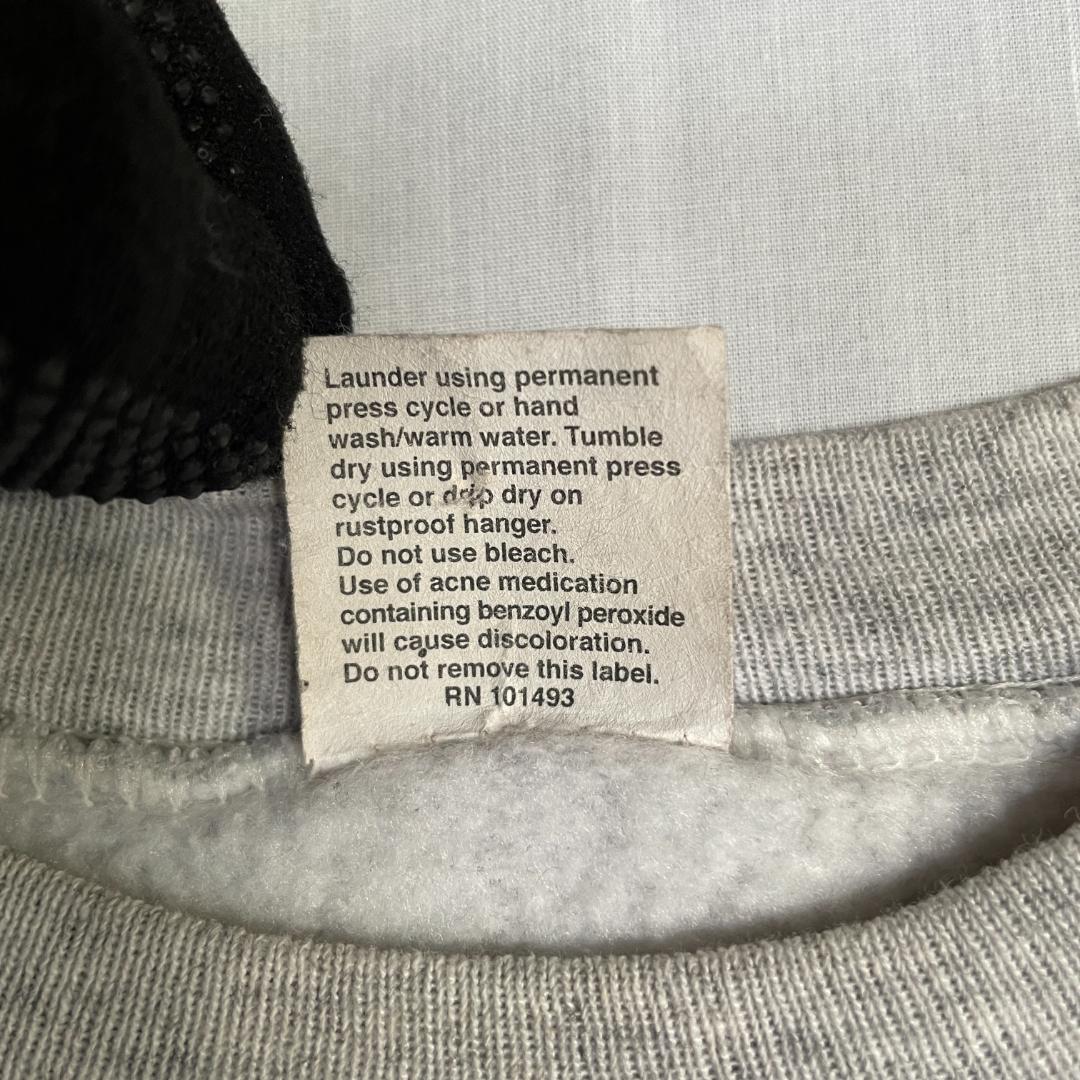 Launder using permanent
press cycle or hand
wash/warm water. Tumble
dry using permanent press
cycle or drip dry on
rustproof hanger.
Do not use bleach.
Use of acne medication
containing benzoyl peroxide
will cause discoloration.
Do not remove this label.
RN 101493